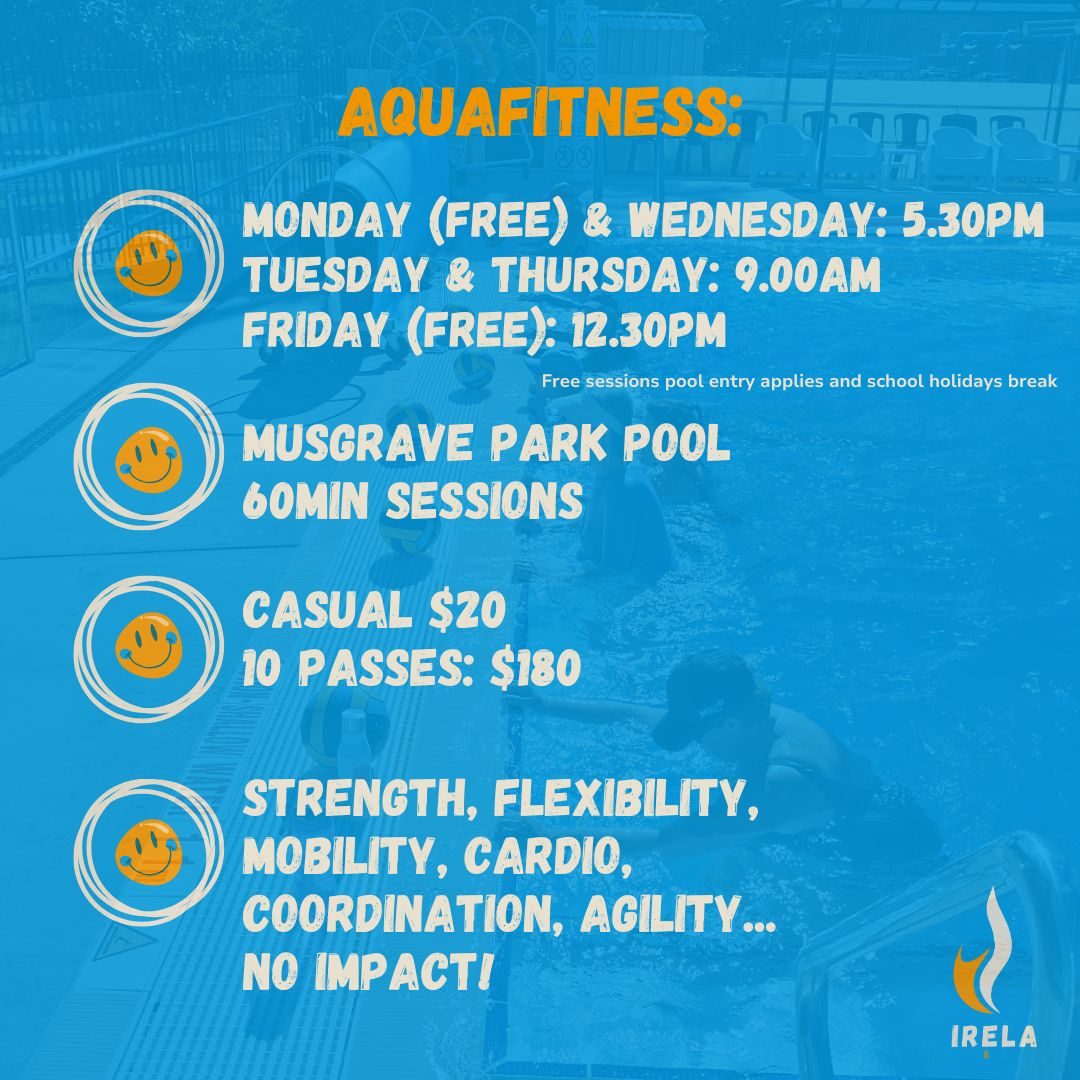 AQUAFITNESS:
MONDAY (FREE) & WEDNESDAY: 5.30PM
TUESDAY & THURSDAY: 9.00AM
FRIDAY (FREE): 12.30PM
Free sessions pool entry applies and school holidays break
MUSGRAVE PARK POOL
60MIN SESSIONS
CASUAL $20
10 PASSES: $180
STRENGTH, FLEXIBILITY,
MOBILITY, CARDIO,
COORDINATION, AGILITY...
NO IMPACT!
IRELA
&